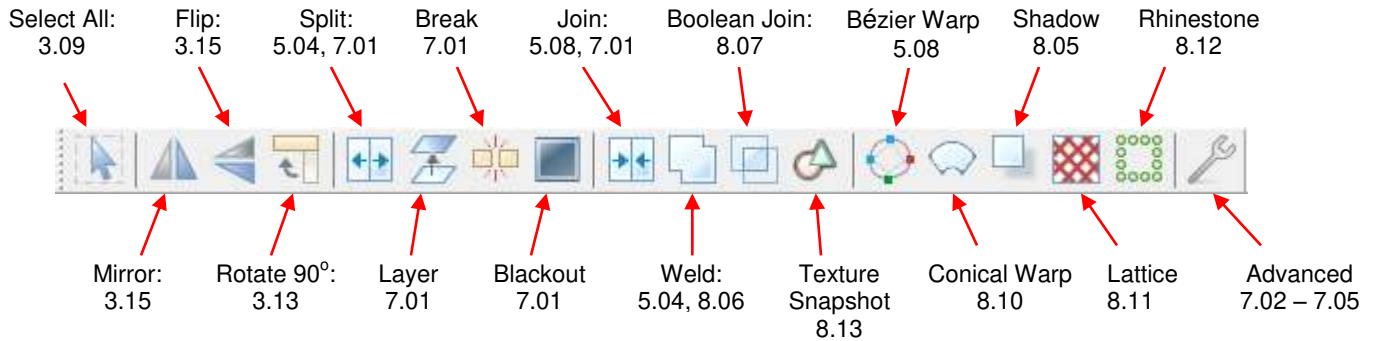 Select All:
3.09
Flip:
3.15
Split:
5.04, 7.01
Break
7.01
Join:
5.08, 7.01
Boolean Join:
8.07
Bézier Warp
5.08
Shadow
8.05
Rhinestone
8.12
Mirror:
3.15
Rotate 90°:
3.13
Layer
7.01
Blackout
7.01
Weld:
5.04, 8.06
Texture
Snapshot
8.13
Conical Warp
8.10
Lattice
8.11
Advanced
7.02 – 7.05